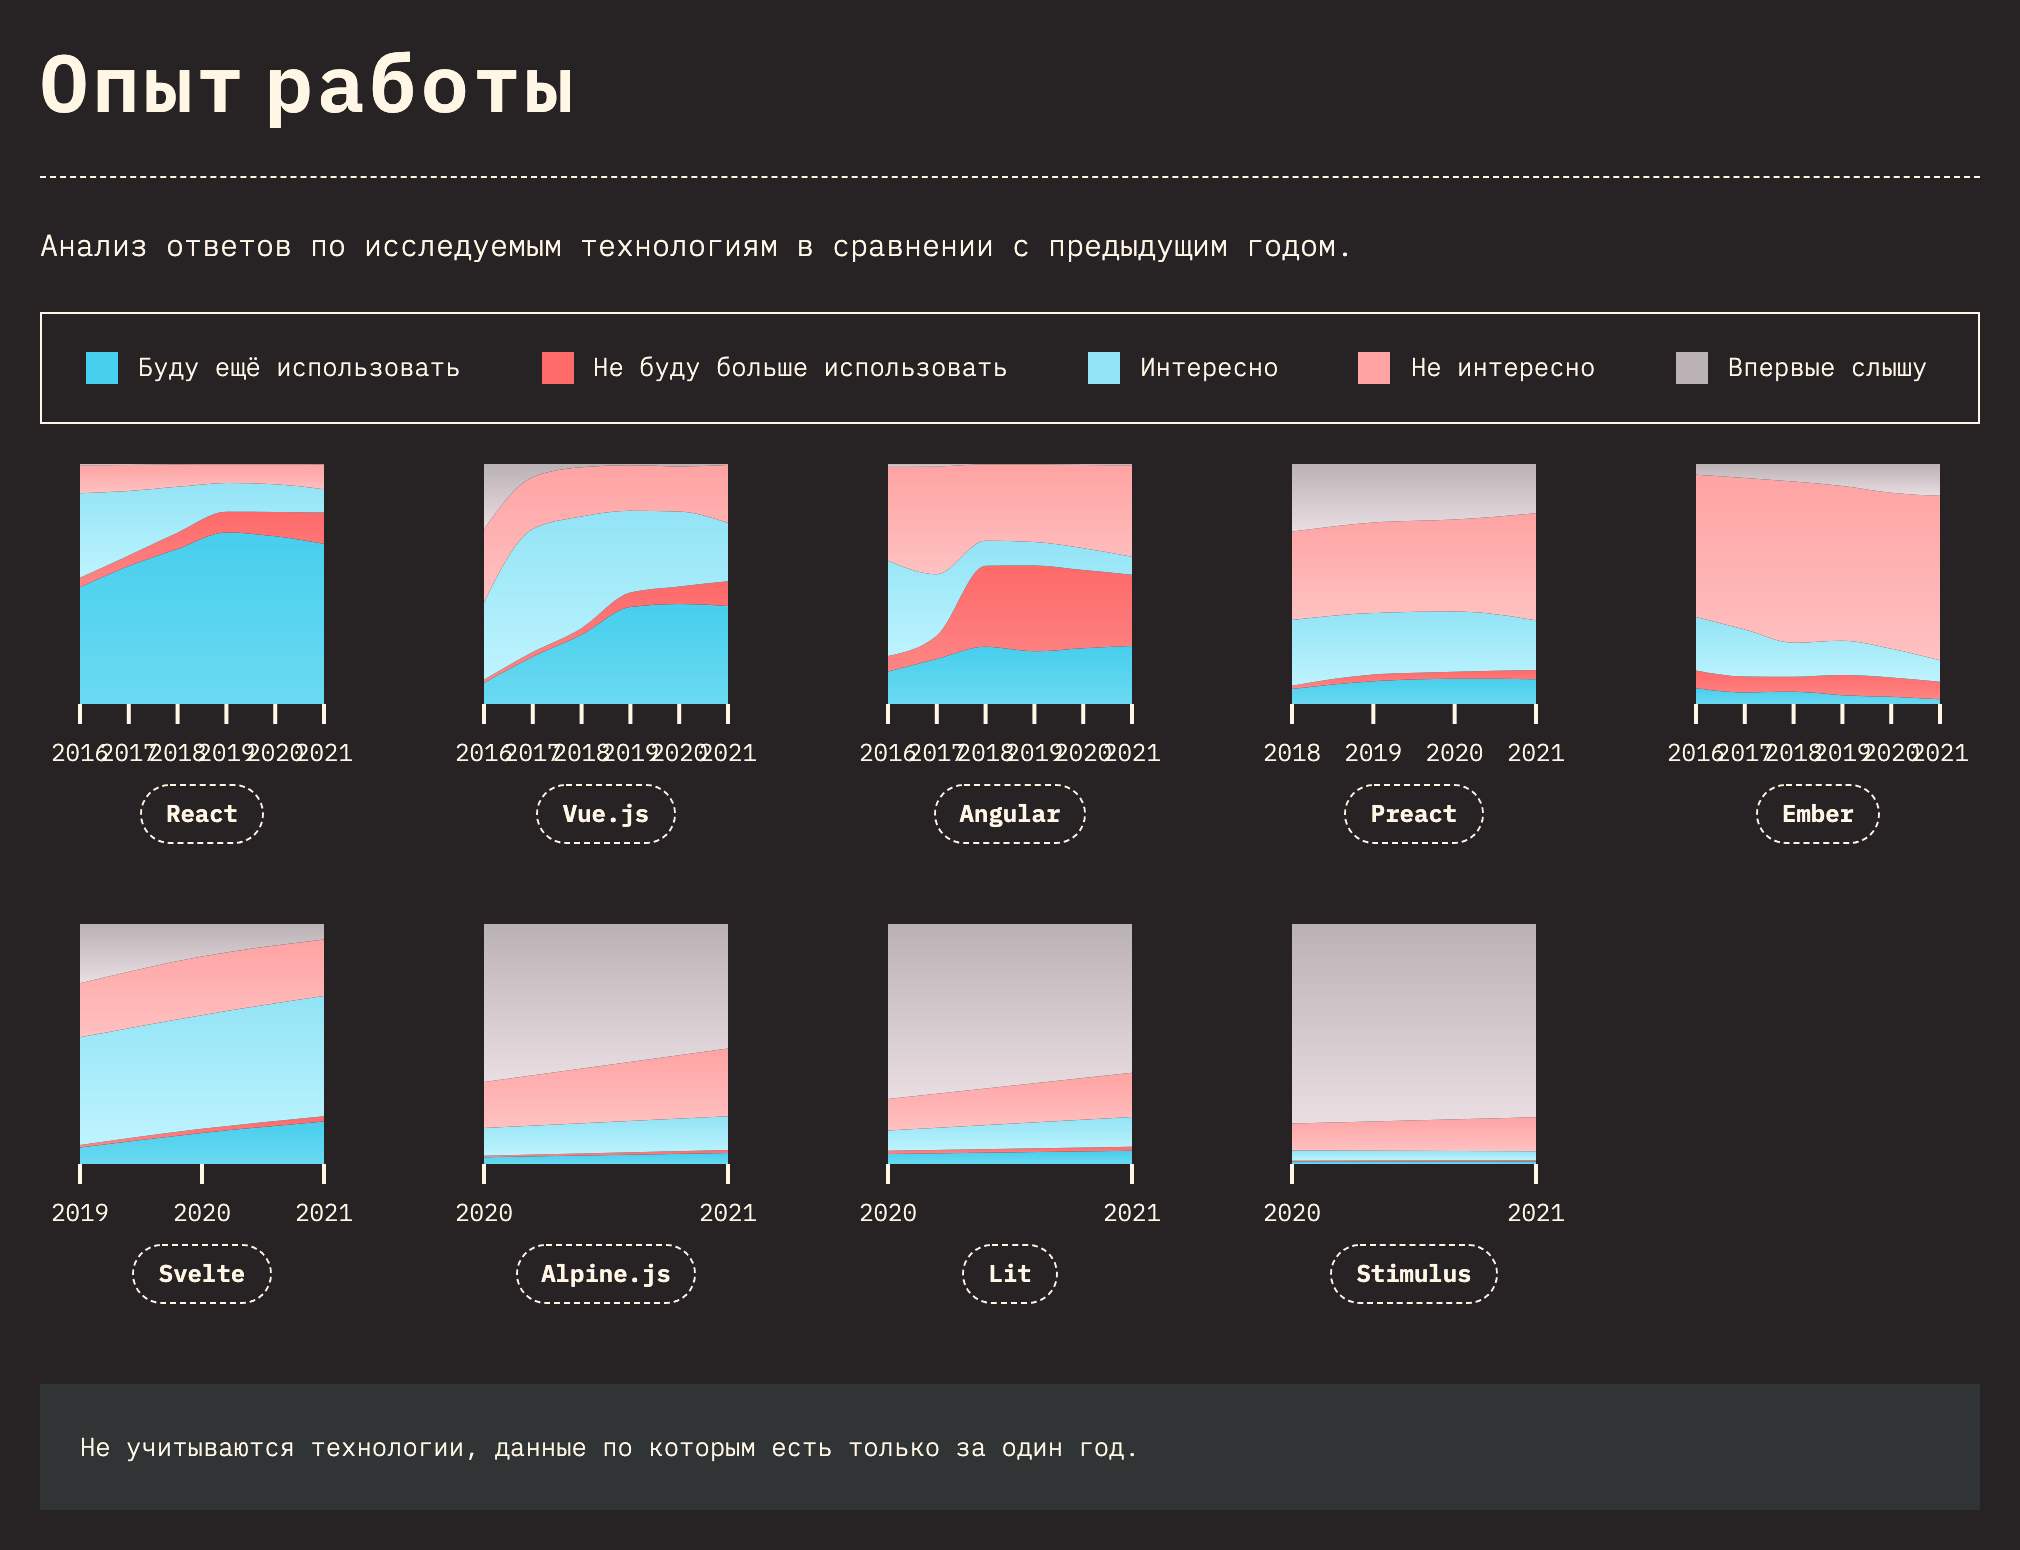 Опыт работы
Анализ ответов по исследуемым технологиям в сравнении с предыдущим годом.
Буду ещё использовать Не буду больше использовать Интересно Не интересно Впервые слышу
2016 2017 2018 2019 2020 2021 2016 2017 2018 2019 2020 2021 2016 2017 2018 2019 2020 2021 2018 2019 2020 2021 2016 2017 2018 2019 2020 2021
React Vue.js Angular Preact Ember
2019 2020 2021 2020 2021 2020 2021 2020 2021
Svelte Alpine.js Lit Stimulus
Не учитываются технологии, данные по которым есть только за один год.